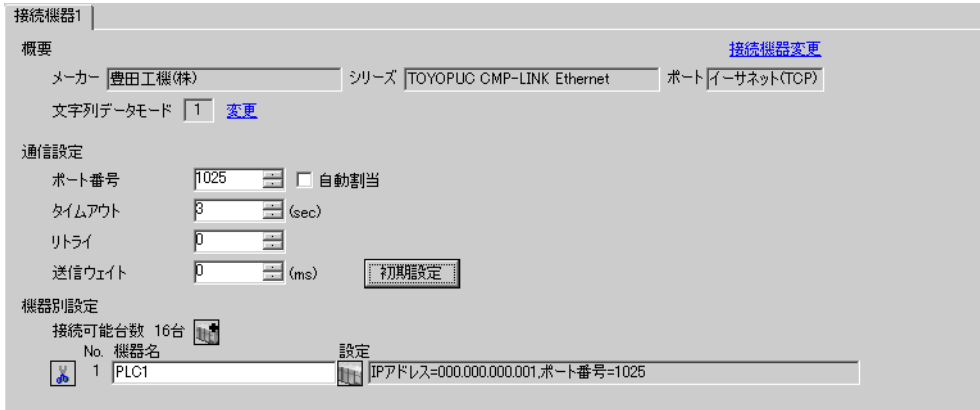 接続機器1
概要 接続機器変更
メーカー 豊田工機(株) シリーズ TOYOPUC CMP-LINK Ethernet ポート イーサネット(TCP)
文字列データモード 1 変更
通信設定
ポート番号 1025 自動割当
タイムアウト 3 (sec)
リトライ 0
送信ウェイト 0 (ms) 初期設定
機器別設定
接続可能台数 16台
No. 機器名 設定
1 PLC1 IPアドレス=000.000.000.001,ポート番号=1025